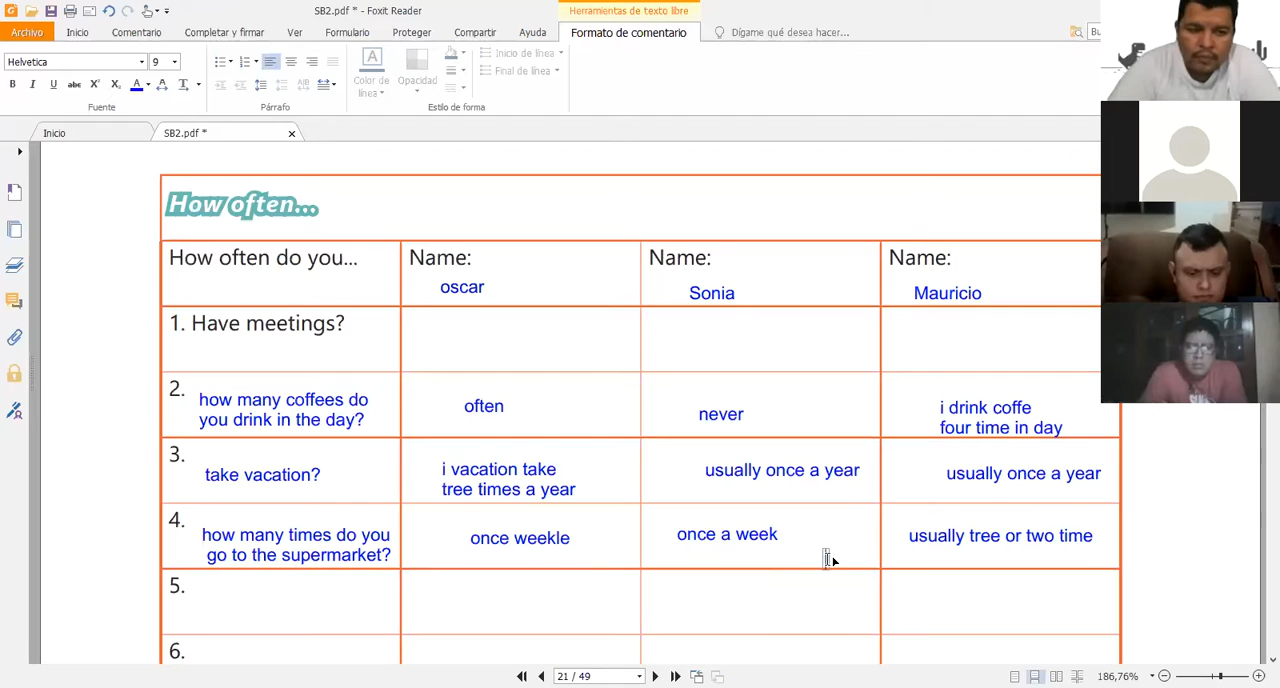 SB2.pdf * - Foxit Reader
Herramientas de texto libre
Archivo Inicio Comentario Completar y firmar Ver Formulario Proteger Compartir Ayuda Formato de comentario Dígame qué desea hacer... Bu
Helvetica 9
Color de línea
Opacidad
Inicio de línea
Final de línea
Fuente Párrafo Estilo de forma
Inicio SB2.pdf *
How often...
How often do you... Name: Name: Name:
oscar Sonia Mauricio
1. Have meetings?
2. how many coffees do
you drink in the day?
often
never
i drink coffe
four time in day
3. take vacation?
i vacation take
tree times a year
usually once a year
usually once a year
4. how many times do you
go to the supermarket?
once weekle
once a week
usually tree or two time
5.
6.
21 / 49 186,76%